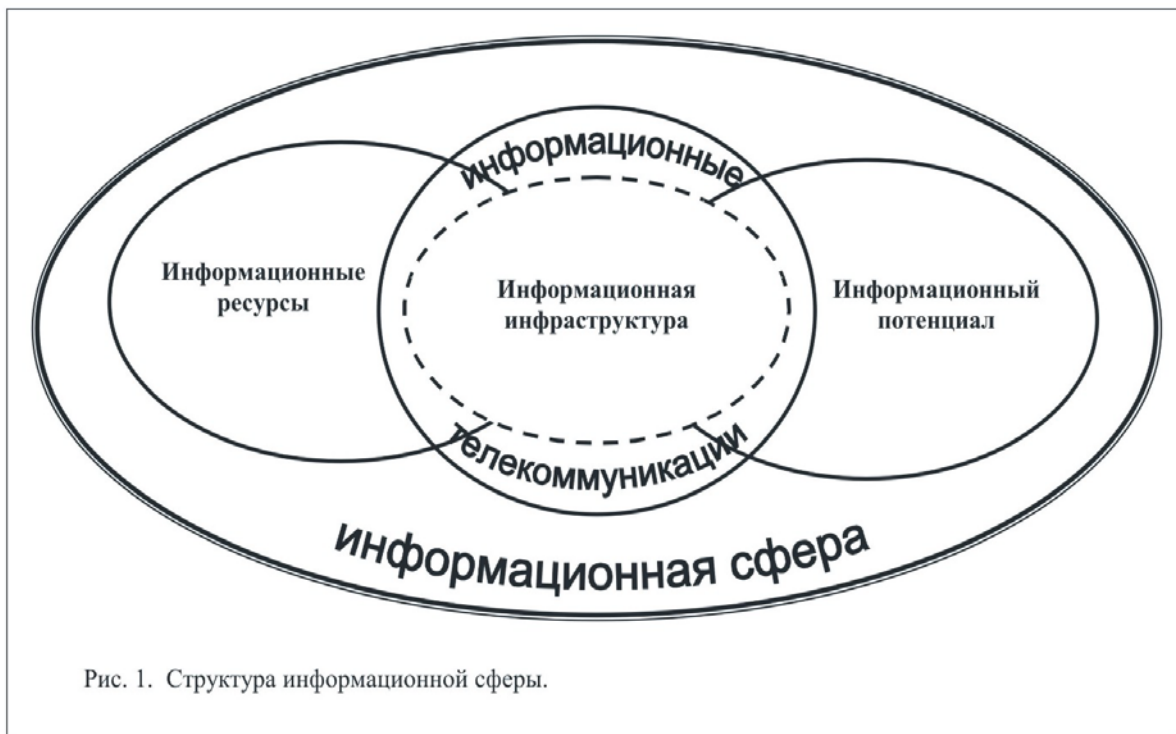 информационные
Информационные
ресурсы
Информационная
инфраструктура
Информационный
потенциал
телекоммуникации
информационная сфера
Рис. 1. Структура информационной сферы.